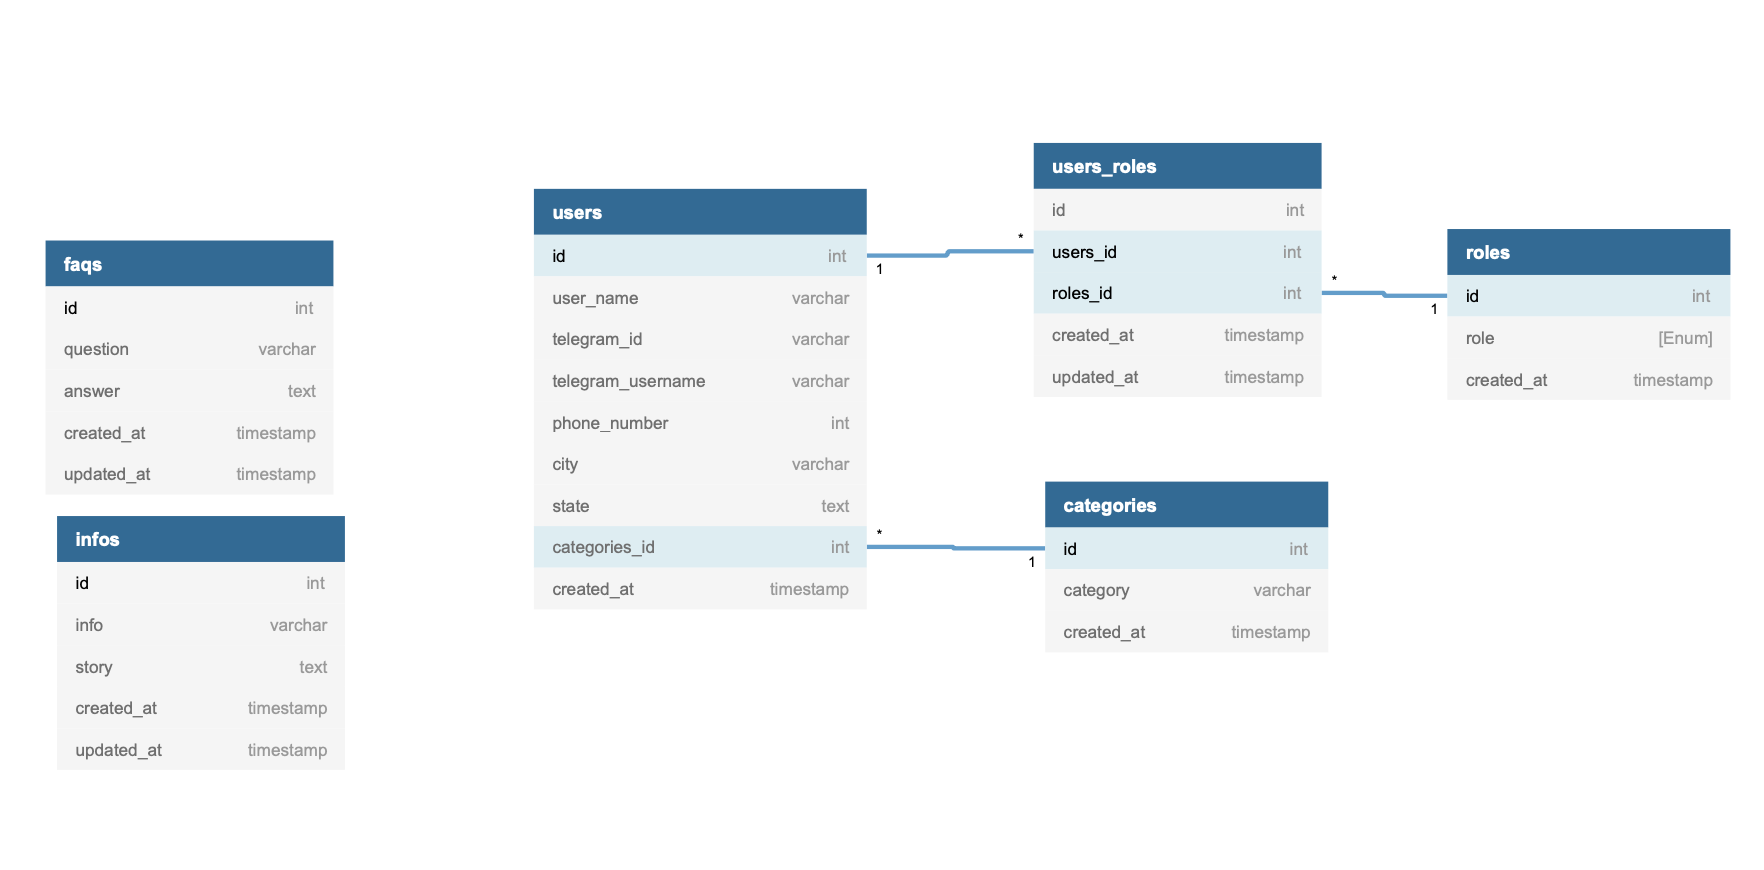 faqs
id int
question varchar
answer text
created_at timestamp
updated_at timestamp
infos
id int
info varchar
story text
created_at timestamp
updated_at timestamp
users
id int
user_name varchar
telegram_id varchar
telegram_username varchar
phone_number int
city varchar
state text
categories_id int
created_at timestamp
1
*
*
1
users_roles
id int
users_id int
roles_id int
created_at timestamp
updated_at timestamp
*
1
roles
id int
role [Enum]
created_at timestamp
categories
id int
category varchar
created_at timestamp